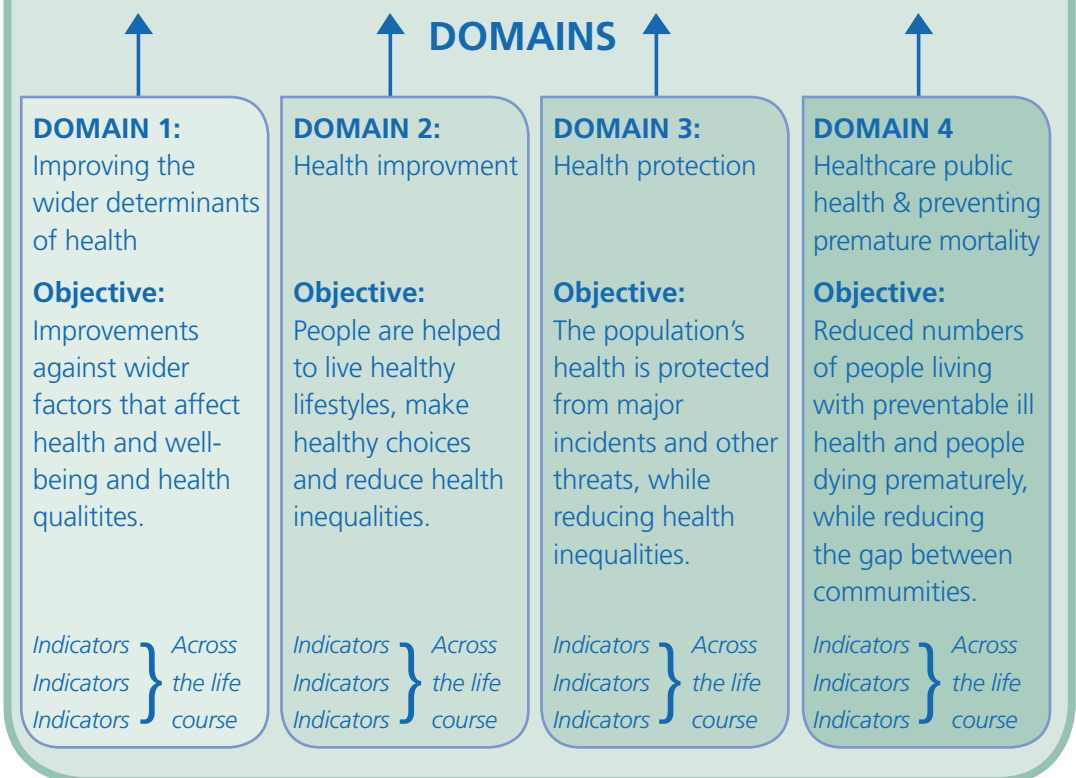 DOMAINS
DOMAIN 1:
Improving the
wider determinants
of health
Objective:
Improvements
against wider
factors that affect
health and well-
being and health
qualitites.
Indicators } Across
Indicators } the life
Indicators } course
DOMAIN 2:
Health improvment
Objective:
People are helped
to live healthy
lifestyles, make
healthy choices
and reduce health
inequalities.
Indicators } Across
Indicators } the life
Indicators } course
DOMAIN 3:
Health protection
Objective:
The population’s
health is protected
from major
incidents and other
threats, while
reducing health
inequalities.
Indicators } Across
Indicators } the life
Indicators } course
DOMAIN 4
Healthcare public
health & preventing
premature mortality
Objective:
Reduced numbers
of people living
with preventable ill
health and people
dying prematurely,
while reducing
the gap between
commumities.
Indicators } Across
Indicators } the life
Indicators } course